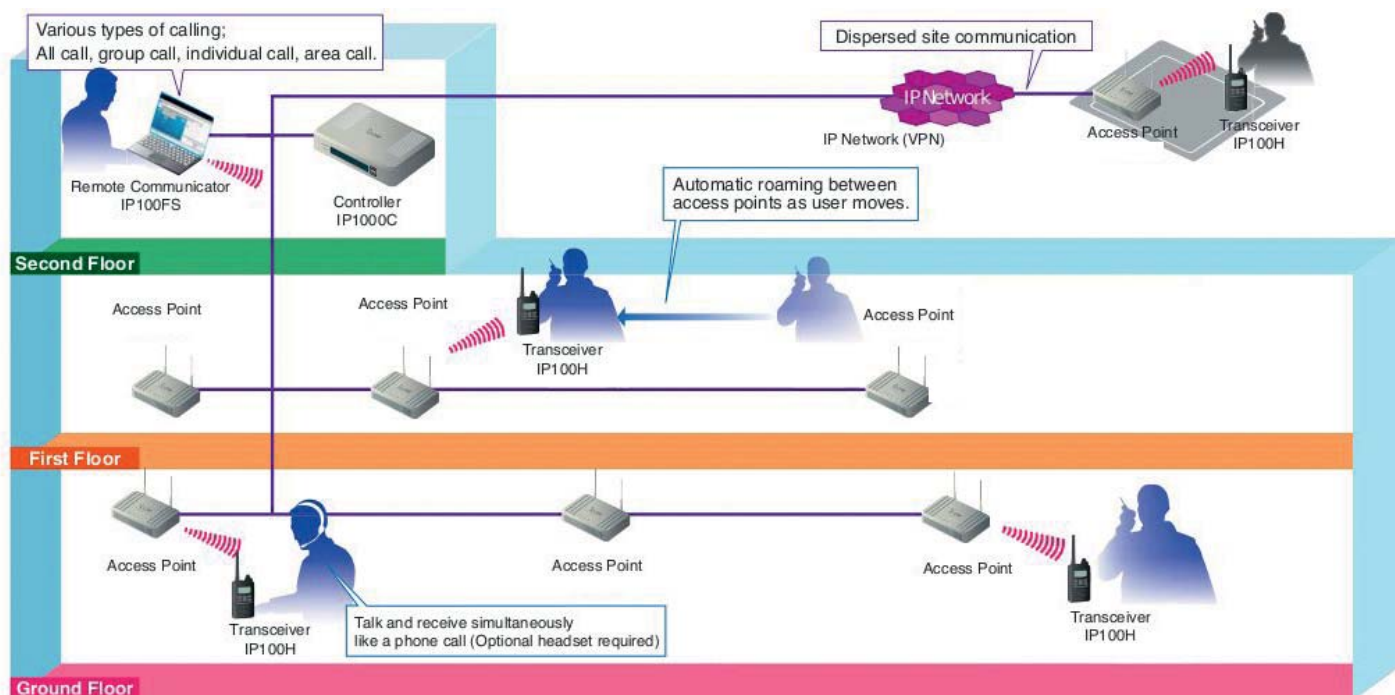 Various types of calling;
All call, group call, individual call, area call.
Dispersed site communication
IP Network
IP Network (VPN)
Access Point
Transceiver
IP100H
Remote Communicator
IP100FS
Controller
IP1000C
Automatic roaming between
access points as user moves.
Second Floor
Access Point
Access Point
Transceiver
IP100H
Access Point
First Floor
Access Point
Transceiver
IP100H
Talk and receive simultaneously
like a phone call (Optional headset required)
Access Point
Access Point
Transceiver
IP100H
Ground Floor